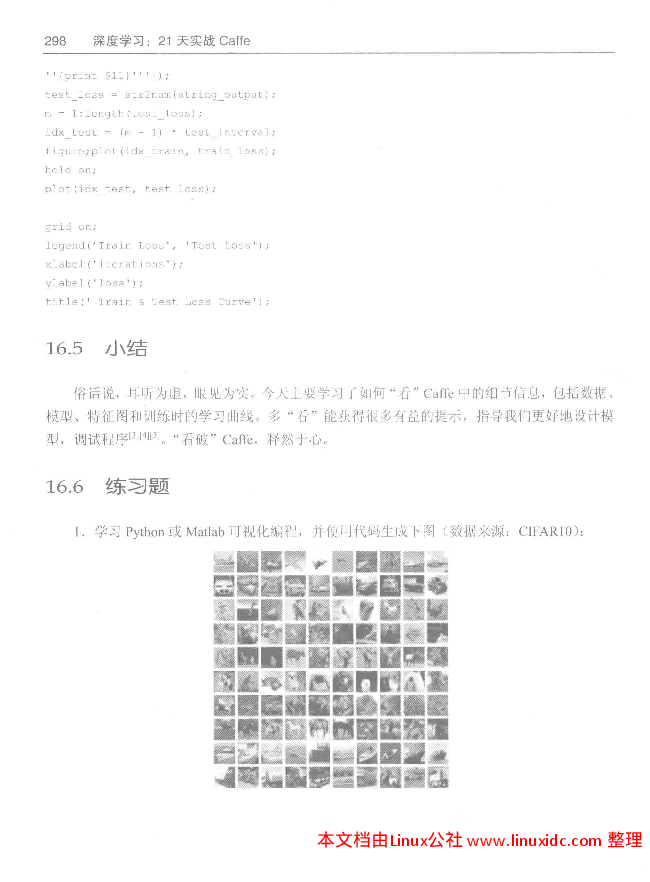 298 深度学习：21 天实战 Caffe
''{print $11}'''});
test_loss = str2num(string_output);
m = 1:length(test_loss);
idx_test = (m - 1) * test_interval;
figure;plot(idx_train, train_loss);
hold on;
plot(idx_test, test_loss);
grid on;
legend('Train Loss', 'Test Loss');
xlabel('iterations');
ylabel('loss');
title(' Train & Test Loss Curve');
16.5 小结
俗话说，耳听为虚，眼见为实。今天主要学习了如何“看”Caffe 中的细节信息，包括数据、
模型、特征图和训练时的学习曲线。多“看”能获得很多有益的提示，指导我们更好地设计模
型，调试程序[3][4][5]。“看破”Caffe，释然于心。
16.6 练习题
1．学习 Python 或 Matlab 可视化编程，并使用代码生成下图（数据来源：CIFAR10）：
本文档由Linux公社 www.linuxidc.com 整理